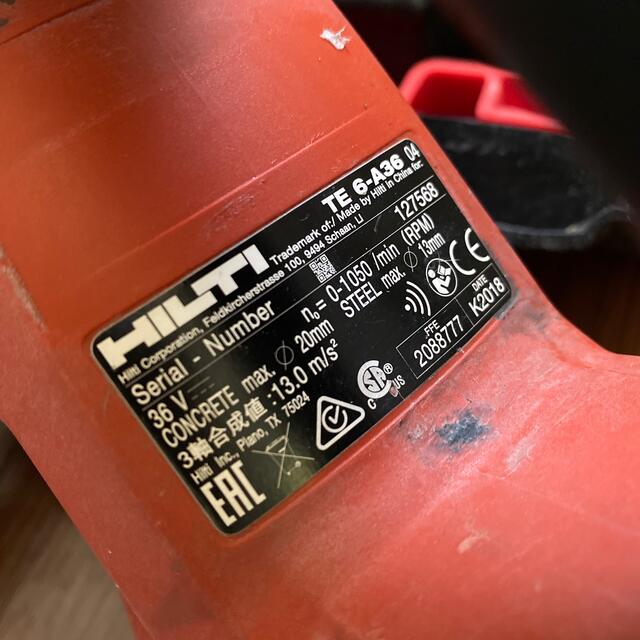 HILTI TE 6-A36 04
Trademark of:/ Made by Hilti in China for:
Hilti Corporation, Feldkircherstrasse 100, 9494 Schaan, LI
Serial - Number 127568
36 V n₀= 0-1050 /min (RPM)
CONCRETE max. Ø 20mm STEEL max. Ø 13mm
3軸合成値:13.0 m/s²
Hilti Inc., Plano, TX 75024
EAC
CSA
C US
CE
FFE DATE
2088777 K2018